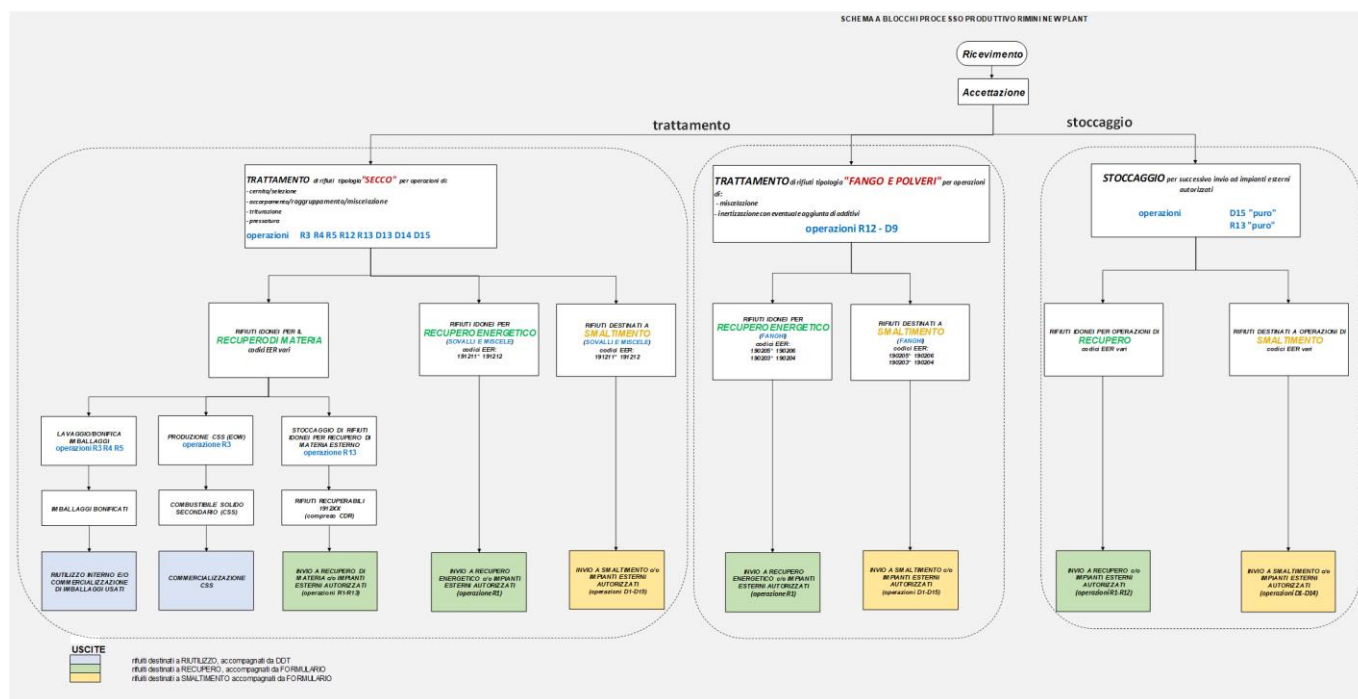 SCHEMA A BLOCCHI PROCESSO PRODUTTIVO RIMINI NEW PLANT
Ricevimento
Accettazione
trattamento
stoccaggio
TRATTAMENTO di rifiuti tipologia "SECCO" per operazioni di:
- cernita/selezione
- accorpamento/raggruppamento/miscelazione
- triturazione
- pressatura
operazioni R3 R4 R5 R12 R13 D13 D14 D15
TRATTAMENTO di rifiuti tipologia "FANGO E POLVERI" per operazioni
di:
- miscelazione
- inertizzazione con eventuale aggiunta di additivi
operazioni R12 - D9
STOCCAGGIO per successivo invio ad impianti esterni
autorizzati
operazioni D15 "puro"
R13 "puro"
RIFIUTI IDONEI PER IL
RECUPERO DI MATERIA
codici EER vari
RIFIUTI IDONEI PER
RECUPERO ENERGETICO
(SOVALLI E MISCELE)
codici EER:
191211* 191212
RIFIUTI DESTINATI A
SMALTIMENTO
(SOVALLI E MISCELE)
codici EER:
191211* 191212
RIFIUTI IDONEI PER
RECUPERO ENERGETICO
(FANGHI)
codici EER:
190205* 190206
190203* 190204
RIFIUTI DESTINATI A
SMALTIMENTO
(FANGHI)
codici EER:
190205* 190206
190203* 190204
RIFIUTI IDONEI PER OPERAZIONI DI
RECUPERO
codici EER vari
RIFIUTI DESTINATI A OPERAZIONI DI
SMALTIMENTO
codici EER vari
LAVAGGIO/BONIFICA
IMBALLAGGI
operazioni R3 R4 R5
PRODUZIONE CSS (EOW)
operazione R3
STOCCAGGIO DI RIFIUTI
IDONEI PER RECUPERO DI
MATERIA ESTERNO
operazione R13
IMBALLAGGI BONIFICATI
COMBUSTIBILE SOLIDO
SECONDARIO (CSS)
RIFIUTI RECUPERABILI
1912XX
(compreso CDR)
RIUTILIZZO INTERNO E/O
COMMERCIALIZZAZIONE
DI IMBALLAGGI USATI
COMMERCIALIZZAZIONE
CSS
INVIO A RECUPERO DI
MATERIA c/o IMPIANTI
ESTERNI AUTORIZZATI
(operazioni R1-R13)
INVIO A RECUPERO
ENERGETICO c/o IMPIANTI
ESTERNI AUTORIZZATI
(operazione R1)
INVIO A SMALTIMENTO c/o
IMPIANTI ESTERNI
AUTORIZZATI
(operazioni D1-D15)
INVIO A RECUPERO
ENERGETICO c/o IMPIANTI
ESTERNI AUTORIZZATI
(operazione R1)
INVIO A SMALTIMENTO c/o
IMPIANTI ESTERNI
AUTORIZZATI
(operazioni D1-D15)
INVIO A RECUPERO c/o
IMPIANTI ESTERNI
AUTORIZZATI
(operazioni R1-R12)
INVIO A SMALTIMENTO c/o
IMPIANTI ESTERNI
AUTORIZZATI
(operazioni D1-D14)
USCITE
rifiuti destinati a RIUTILIZZO, accompagnati da DDT
rifiuti destinati a RECUPERO, accompagnati da FORMULARIO
rifiuti destinati a SMALTIMENTO accompagnati da FORMULARIO